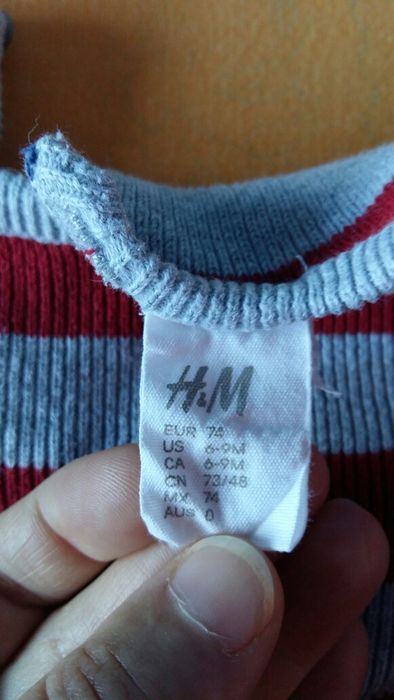 H&M
EUR 74
US 6-9M
CA 6-9M
CN 73/48
MX 74
AUS 0